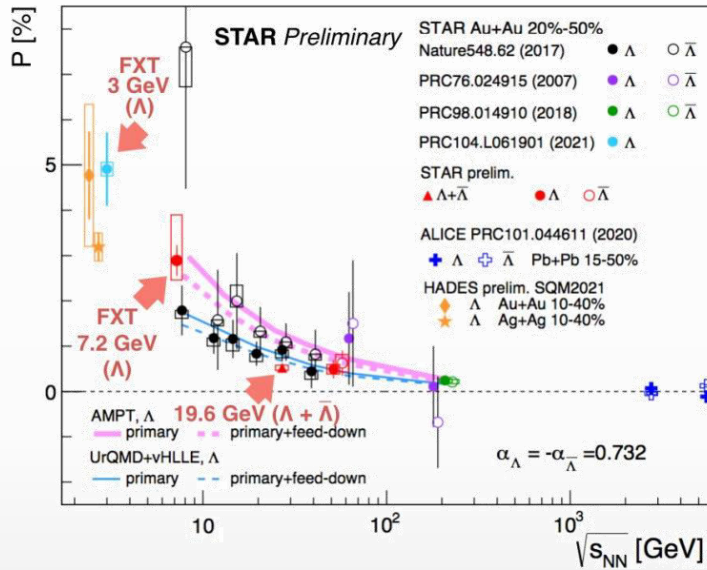 P [%]
STAR Preliminary
STAR Au+Au 20%-50%
Nature548.62 (2017) Λ Λ̅
PRC76.024915 (2007) Λ Λ̅
PRC98.014910 (2018) Λ Λ̅
PRC104.L061901 (2021) Λ
STAR prelim.
Λ+Λ̅ Λ Λ̅
ALICE PRC101.044611 (2020)
Λ Λ̅ Pb+Pb 15-50%
HADES prelim. SQM2021
Λ Au+Au 10-40%
Λ Ag+Ag 10-40%
FXT
3 GeV
(Λ)
5
FXT
7.2 GeV
(Λ)
0
19.6 GeV (Λ + Λ̅)
AMPT, Λ
primary primary+feed-down
UrQMD+vHLLE, Λ
primary primary+feed-down
α_Λ = -α_Λ̅ =0.732
10 10² 10³
√s_NN [GeV]